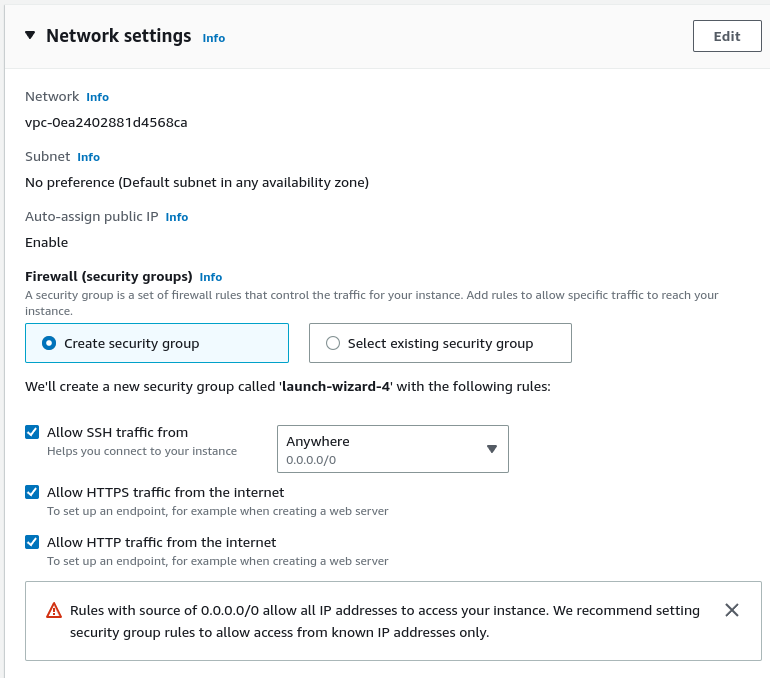 Network settings Info
Edit
Network Info
vpc-0ea2402881d4568ca
Subnet Info
No preference (Default subnet in any availability zone)
Auto-assign public IP Info
Enable
Firewall (security groups) Info
A security group is a set of firewall rules that control the traffic for your instance. Add rules to allow specific traffic to reach your
instance.
Create security group
Select existing security group
We'll create a new security group called 'launch-wizard-4' with the following rules:
Allow SSH traffic from
Helps you connect to your instance
Anywhere
0.0.0.0/0
Allow HTTPS traffic from the internet
To set up an endpoint, for example when creating a web server
Allow HTTP traffic from the internet
To set up an endpoint, for example when creating a web server
Rules with source of 0.0.0.0/0 allow all IP addresses to access your instance. We recommend setting
security group rules to allow access from known IP addresses only.